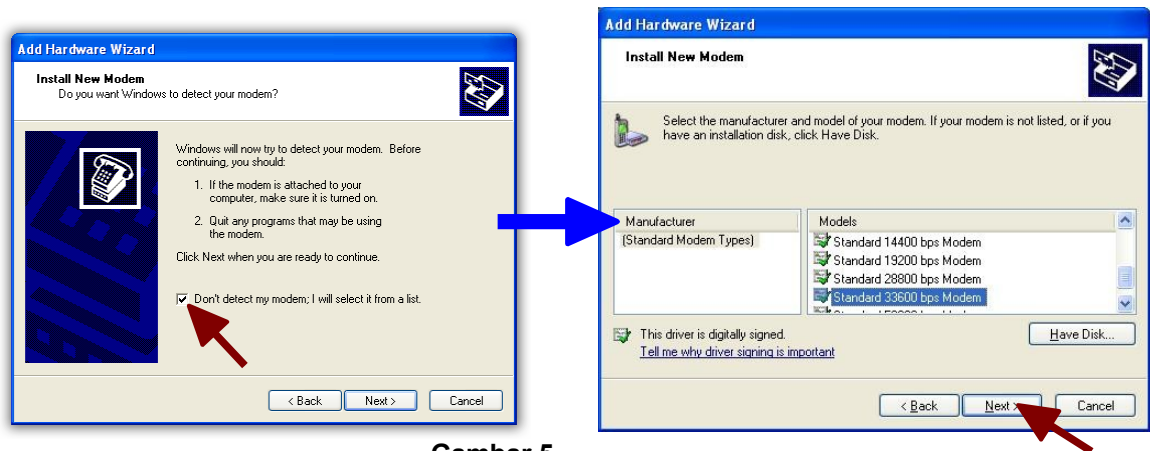 Add Hardware Wizard
Install New Modem
Do you want Windows to detect your modem?
Windows will now try to detect your modem. Before
continuing, you should:
1. If the modem is attached to your
computer, make sure it is turned on.
2. Quit any programs that may be using
the modem.
Click Next when you are ready to continue.
Don't detect my modem; I will select it from a list.
< Back
Next >
Cancel
Add Hardware Wizard
Install New Modem
Select the manufacturer and model of your modem. If your modem is not listed, or if you
have an installation disk, click Have Disk.
Manufacturer
(Standard Modem Types)
Models
Standard 14400 bps Modem
Standard 19200 bps Modem
Standard 28800 bps Modem
Standard 33600 bps Modem
This driver is digitally signed.
Tell me why driver signing is important
Have Disk...
< Back
Next >
Cancel
Gambar 5